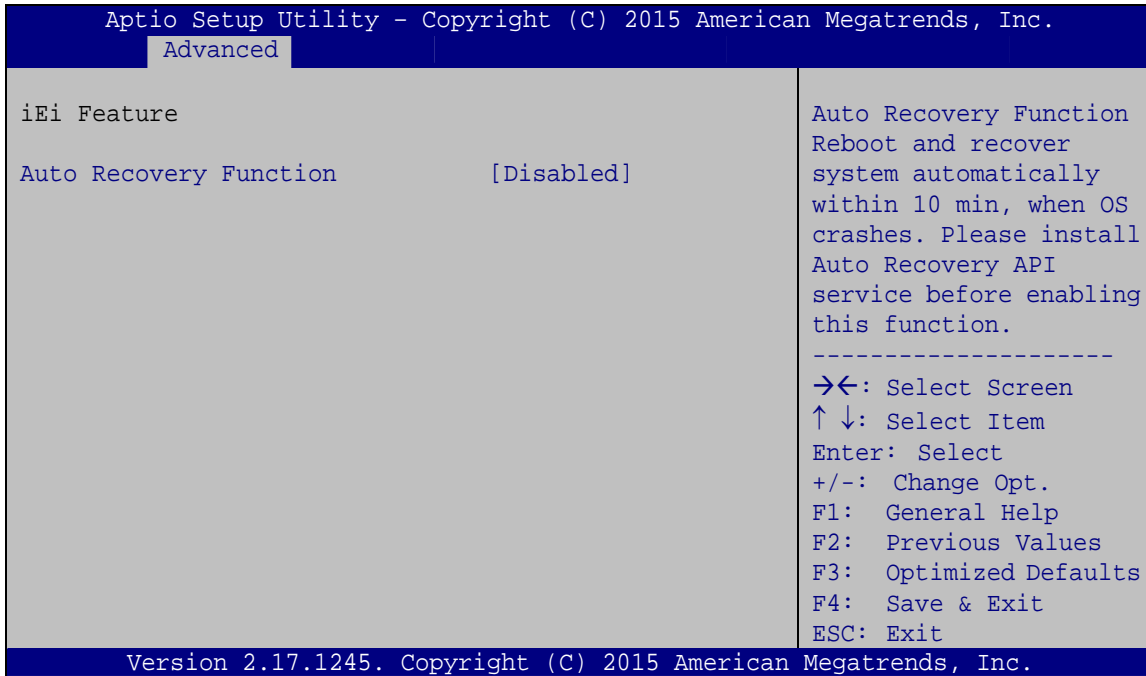 Aptio Setup Utility – Copyright (C) 2015 American Megatrends, Inc.
Advanced
iEi Feature
Auto Recovery Function [Disabled]
Auto Recovery Function
Reboot and recover
system automatically
within 10 min, when OS
crashes. Please install
Auto Recovery API
service before enabling
this function.
---------------------
→←: Select Screen
↑ ↓: Select Item
Enter: Select
+/-: Change Opt.
F1: General Help
F2: Previous Values
F3: Optimized Defaults
F4: Save & Exit
ESC: Exit
Version 2.17.1245. Copyright (C) 2015 American Megatrends, Inc.